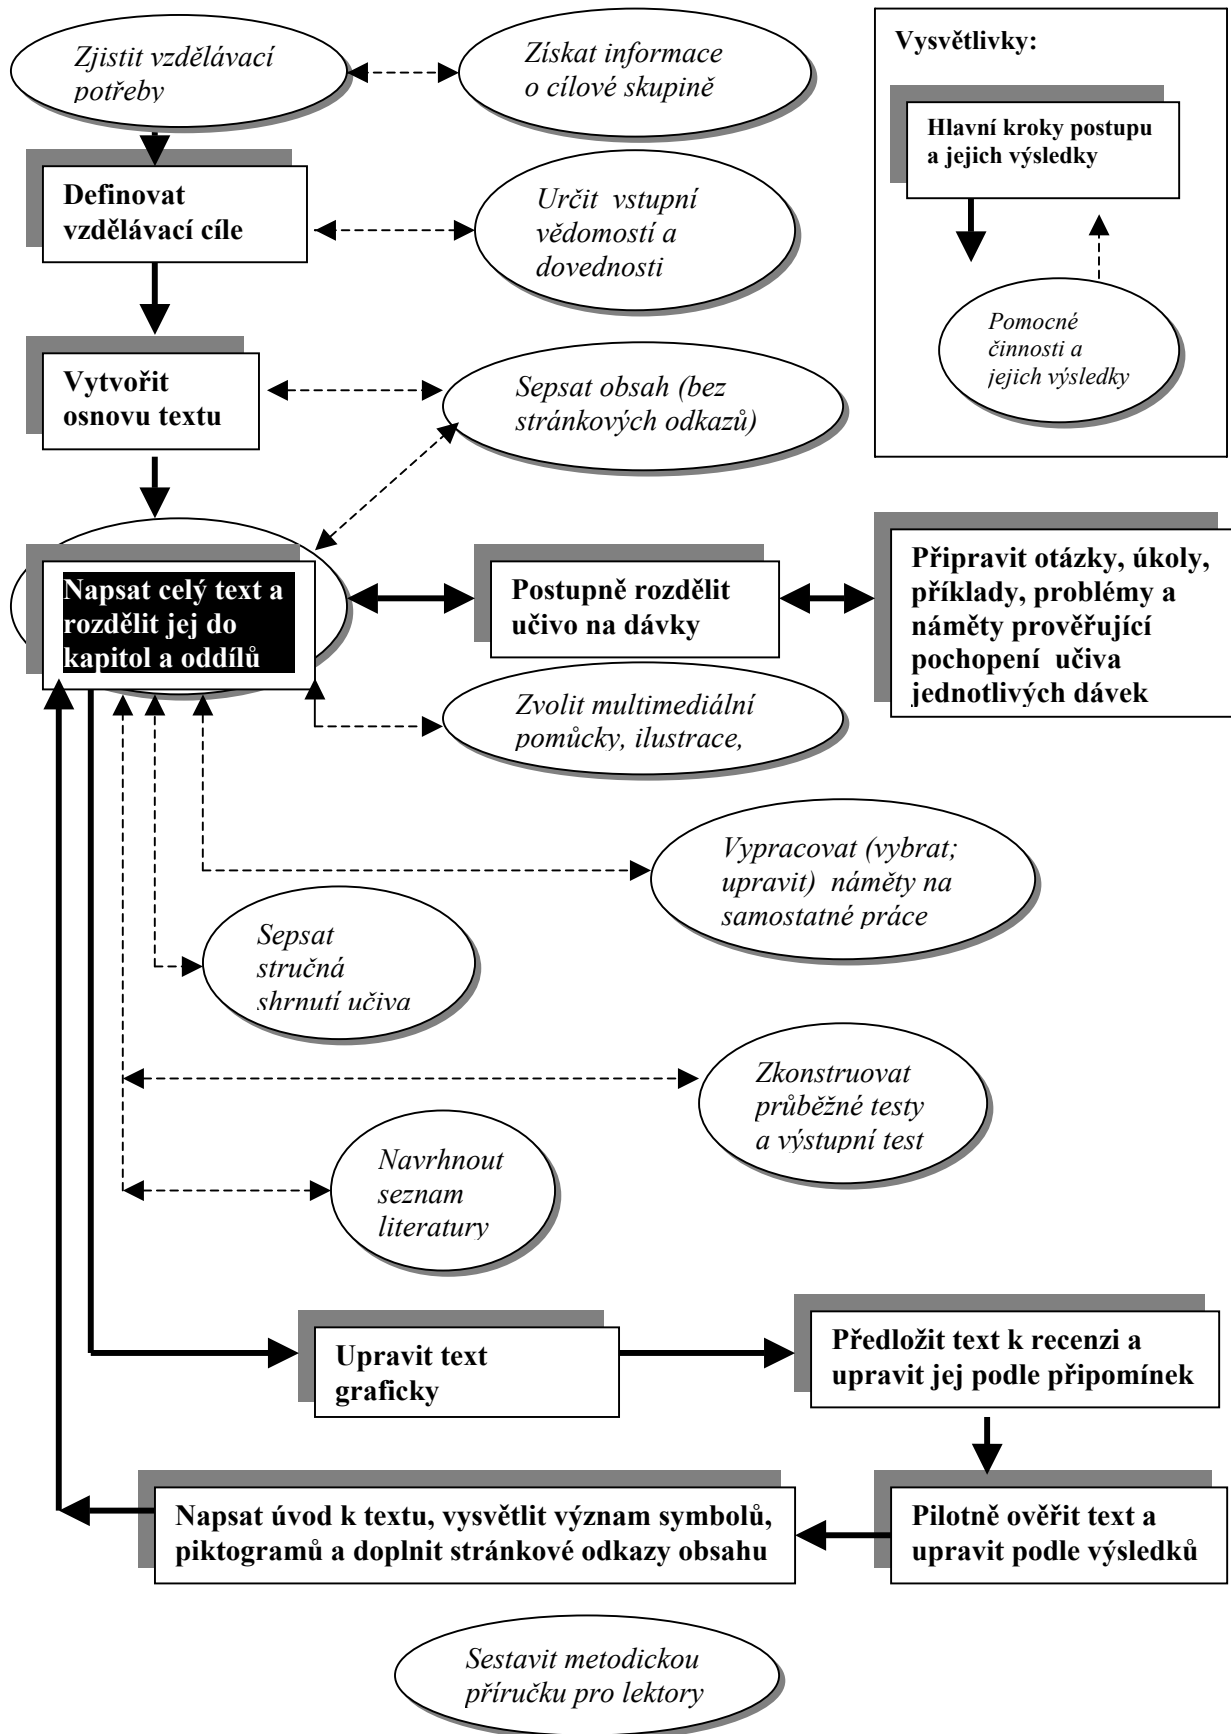 Zjistit vzdělávací
potřeby
Získat informace
o cílové skupině
Vysvětlivky:
Hlavní kroky postupu
a jejich výsledky
Pomocné
činnosti a
jejich výsledky
Definovat
vzdělávací cíle
Určit vstupní
vědomostí a
dovednosti
Vytvořit
osnovu textu
Sepsat obsah (bez
stránkových odkazů)
Napsat celý text a
rozdělit jej do
kapitol a oddílů
Postupně rozdělit
učivo na dávky
Připravit otázky, úkoly,
příklady, problémy a
náměty prověřující
pochopení učiva
jednotlivých dávek
Zvolit multimediální
pomůcky, ilustrace,
Vypracovat (vybrat;
upravit) náměty na
samostatné práce
Sepsat
stručná
shrnutí učiva
Zkonstruovat
průběžné testy
a výstupní test
Navrhnout
seznam
literatury
Upravit text
graficky
Předložit text k recenzi a
upravit jej podle připomínek
Napsat úvod k textu, vysvětlit význam symbolů,
piktogramů a doplnit stránkové odkazy obsahu
Pilotně ověřit text a
upravit podle výsledků
Sestavit metodickou
příručku pro lektory